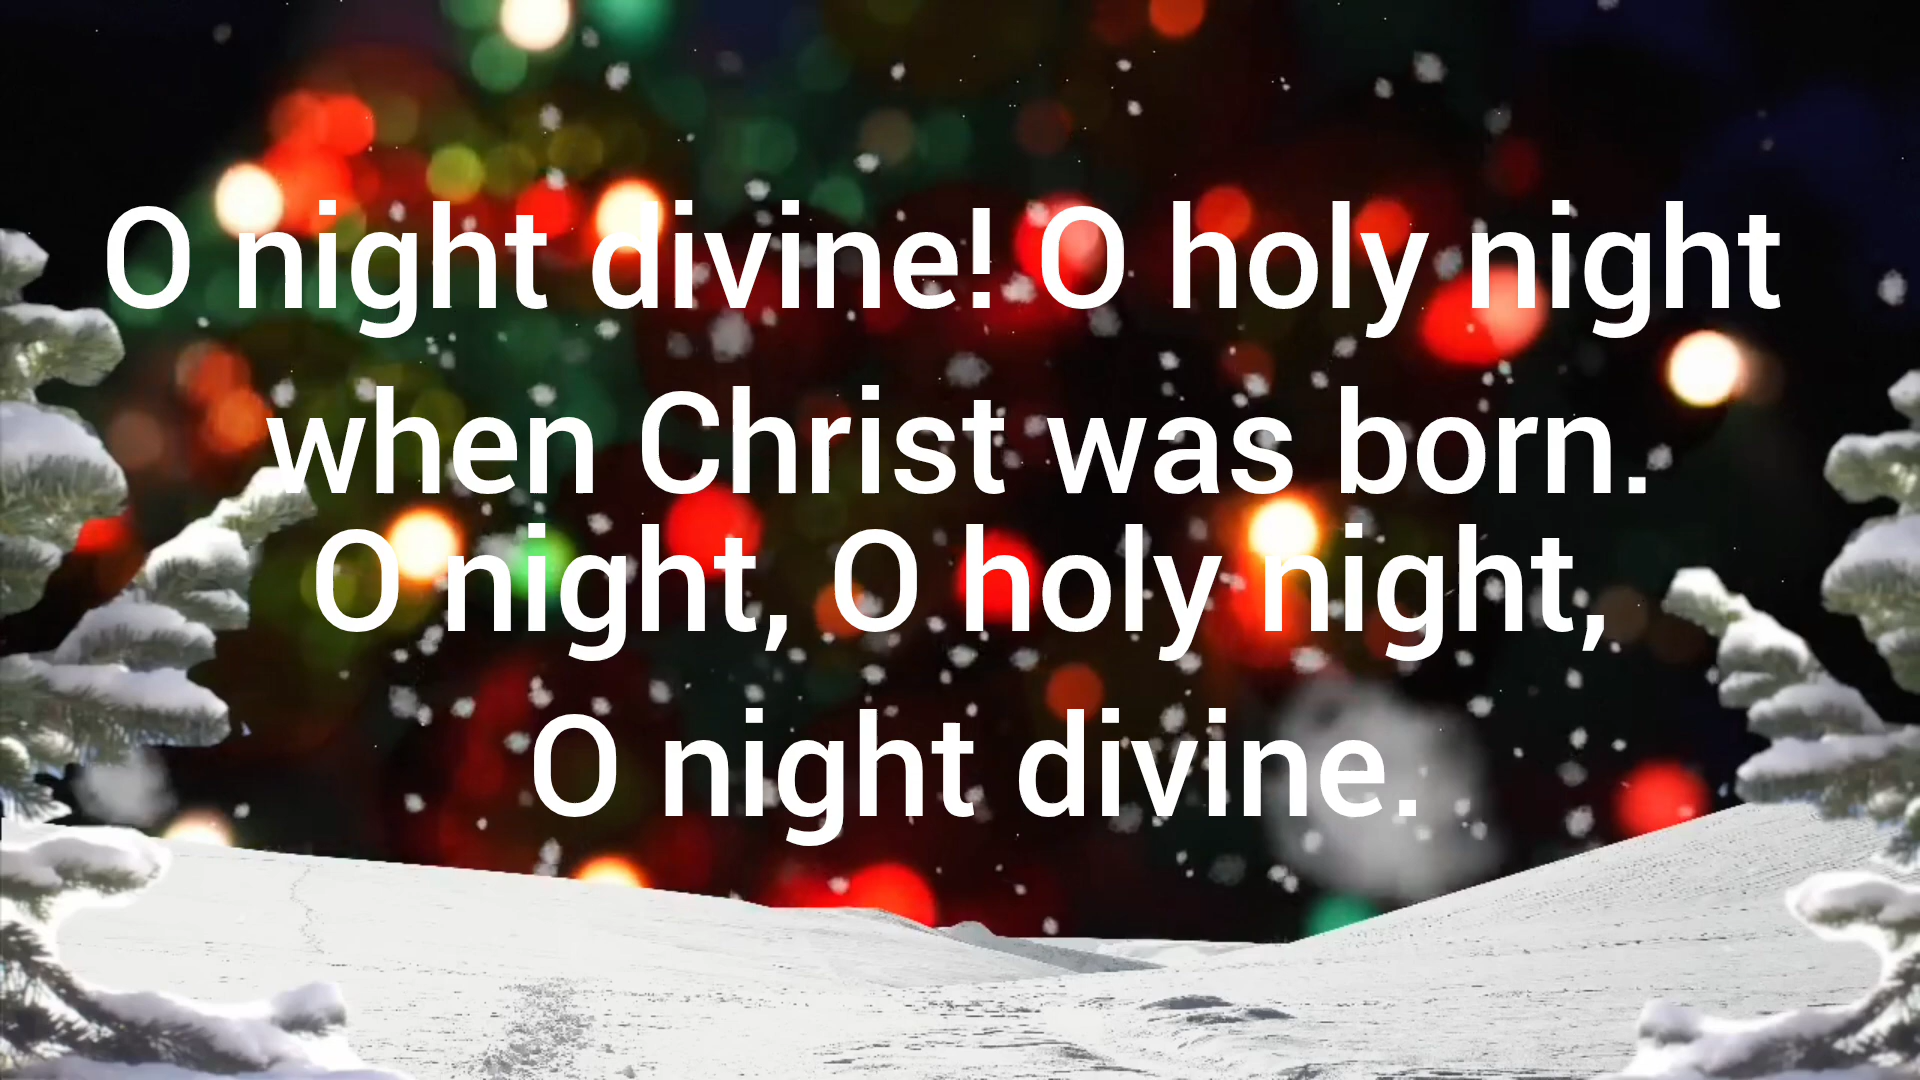 O night divine! O holy night
when Christ was born.
O night, O holy night,
O night divine.